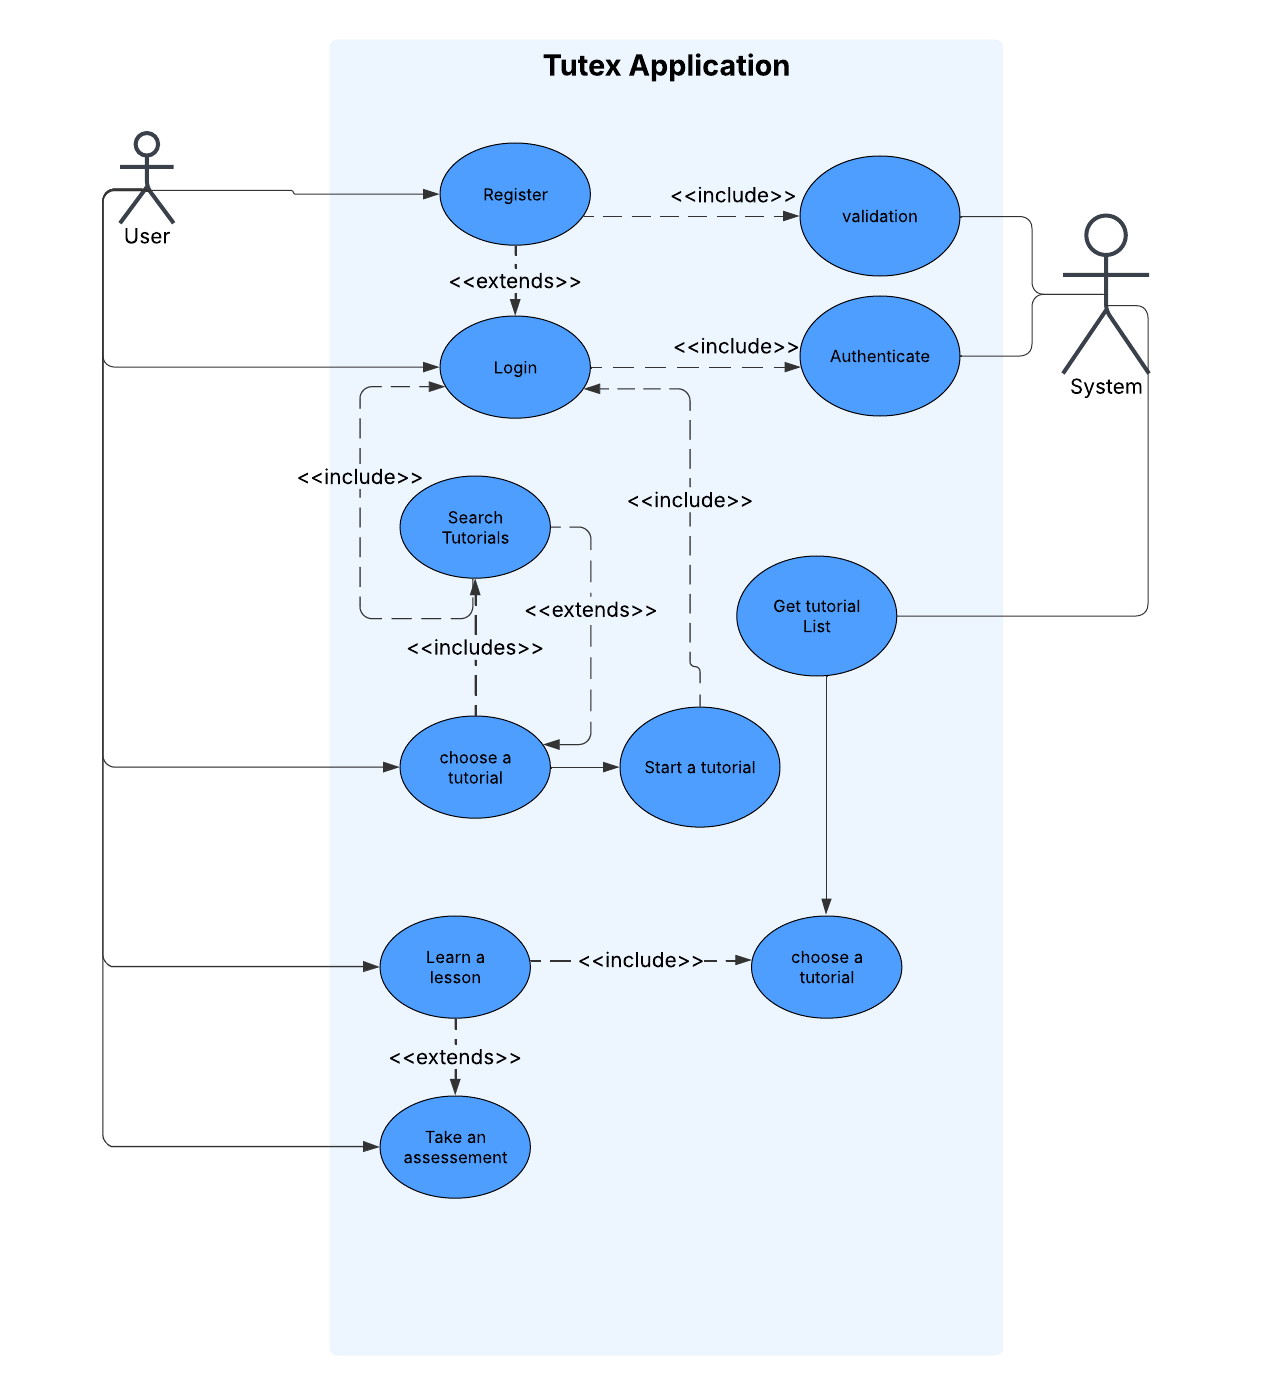 Tutex Application
Register
<<include>>
validation
User
<<extends>>
<<include>>
Authenticate
Login
System
<<include>>
<<include>>
Search
Tutorials
<<extends>>
Get tutorial
List
<<includes>>
choose a
tutorial
Start a tutorial
Learn a
lesson
<<include>>
choose a
tutorial
<<extends>>
Take an
assessement